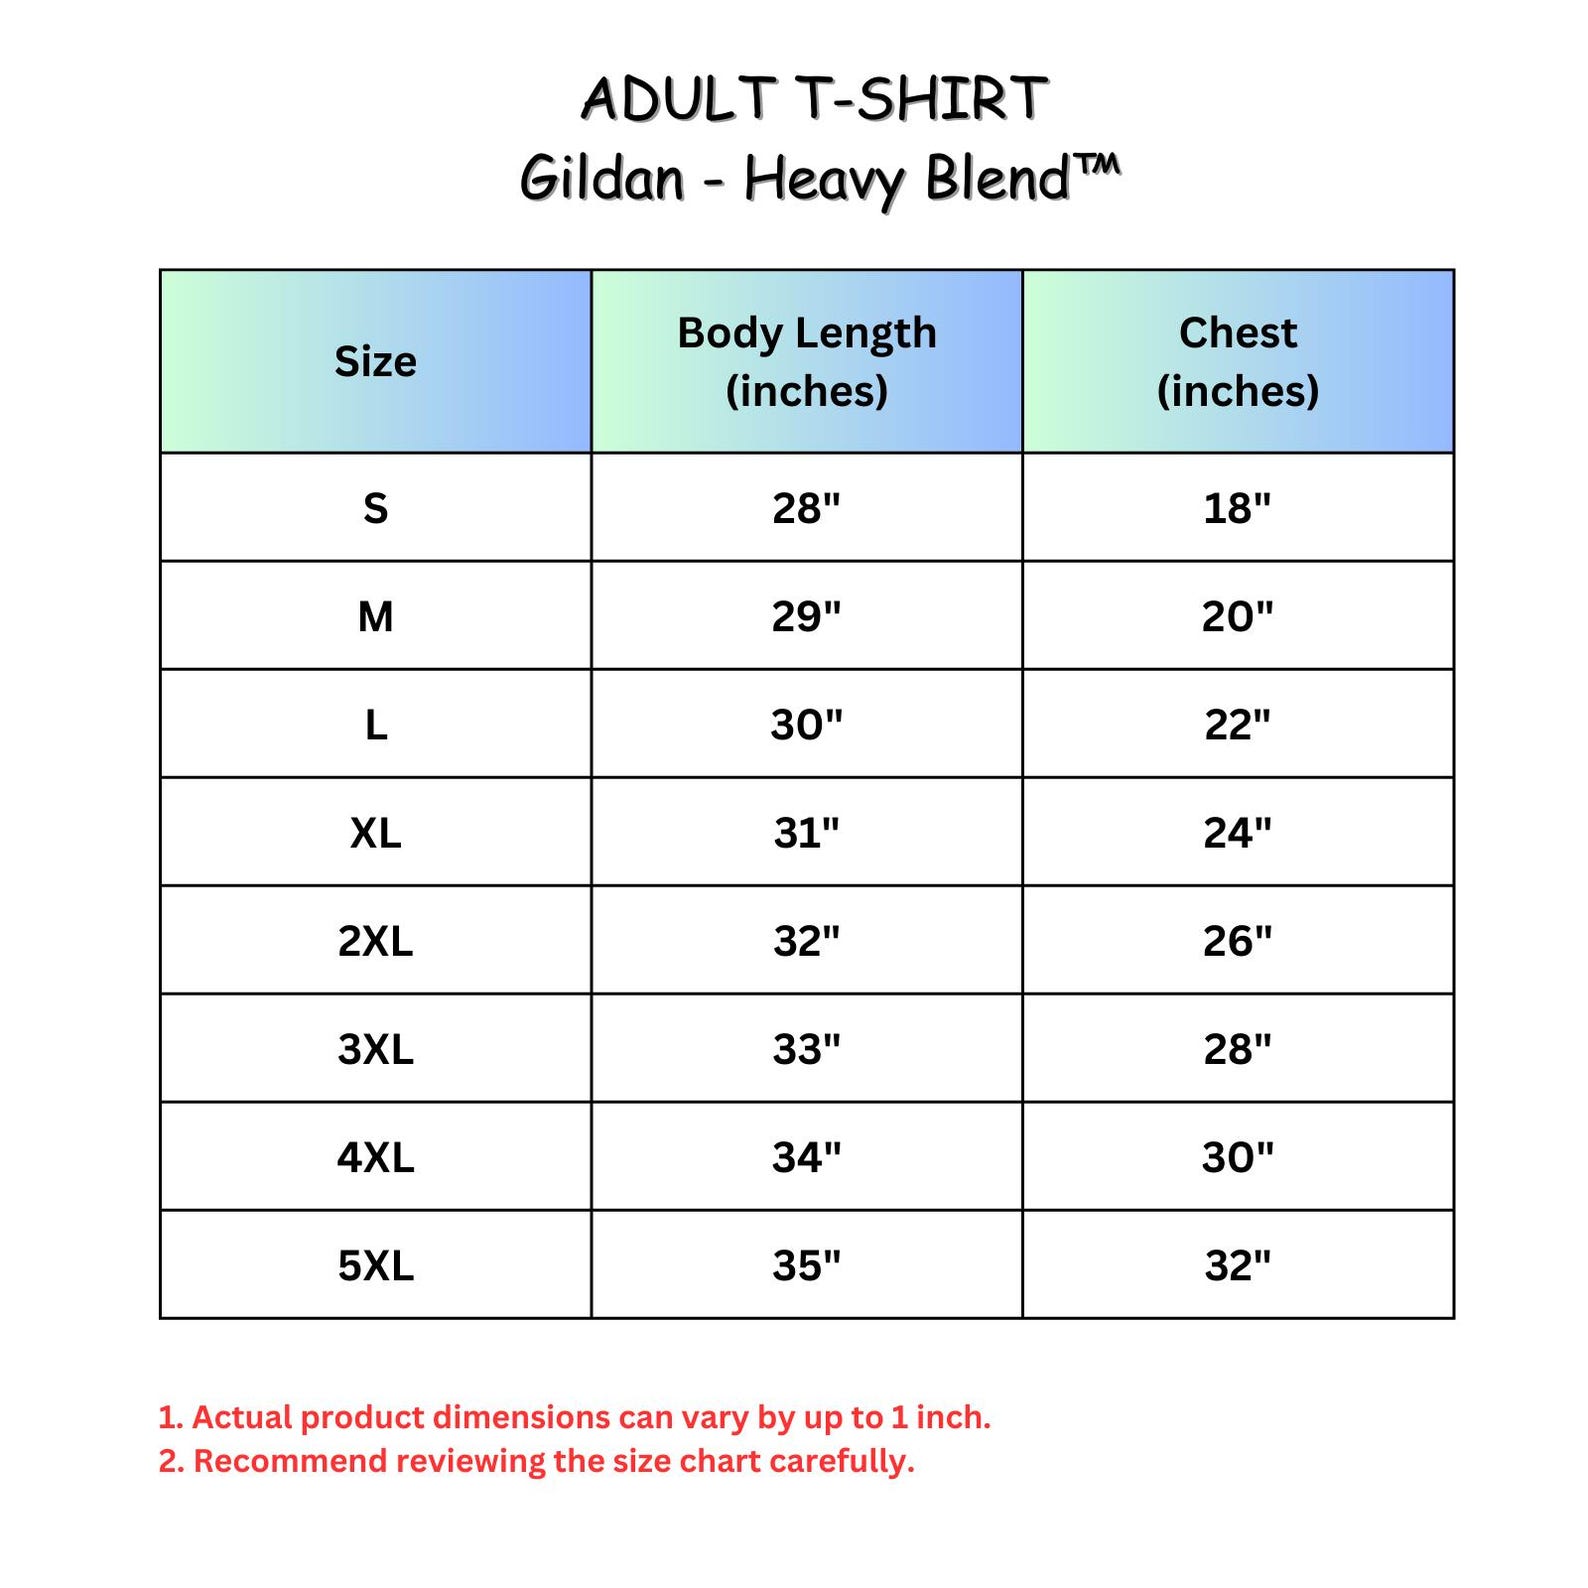 ADULT T-SHIRT
Gildan - Heavy Blend™
Size
Body Length
(inches)
Chest
(inches)
S 28" 18"
M 29" 20"
L 30" 22"
XL 31" 24"
2XL 32" 26"
3XL 33" 28"
4XL 34" 30"
5XL 35" 32"
1. Actual product dimensions can vary by up to 1 inch.
2. Recommend reviewing the size chart carefully.